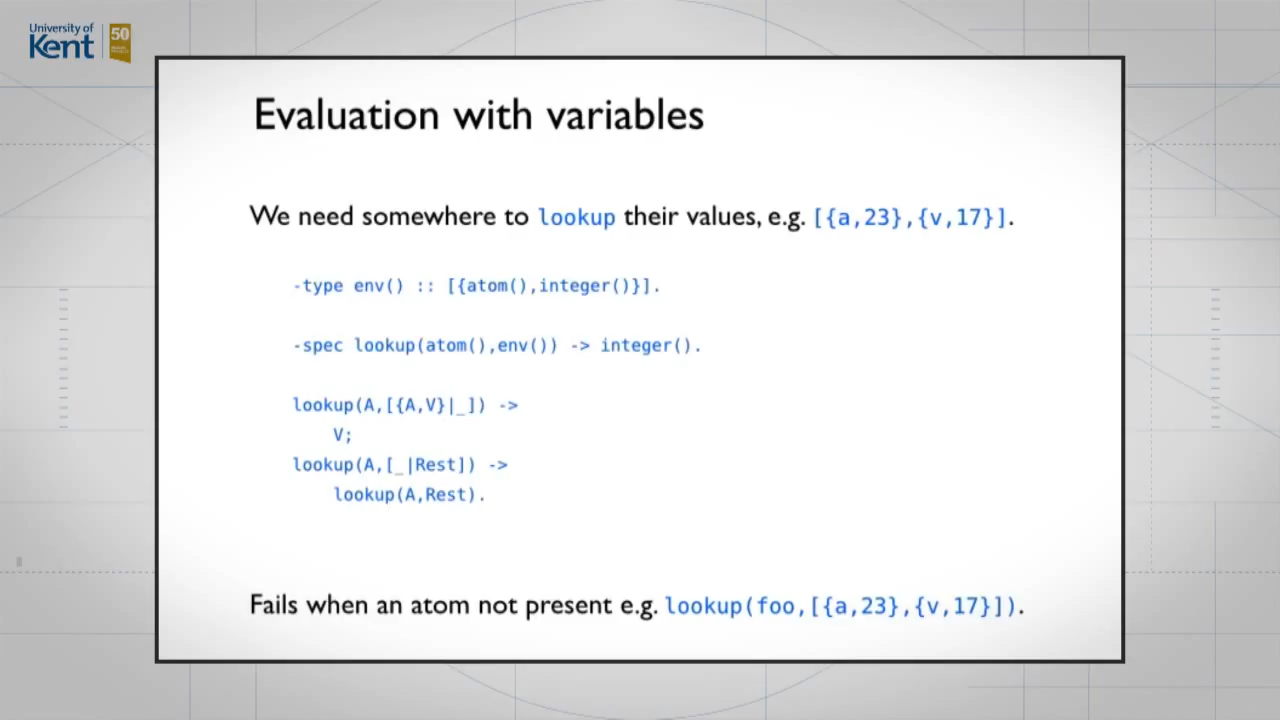 University of
Kent
50
Evaluation with variables
We need somewhere to lookup their values, e.g. [{a,23},{v,17}].
-type env() :: [{atom(),integer()}].
-spec lookup(atom(),env()) -> integer().
lookup(A,[{A,V}|_]) ->
V;
lookup(A,[_|Rest]) ->
lookup(A,Rest).
Fails when an atom not present e.g. lookup(foo,[{a,23},{v,17}]).